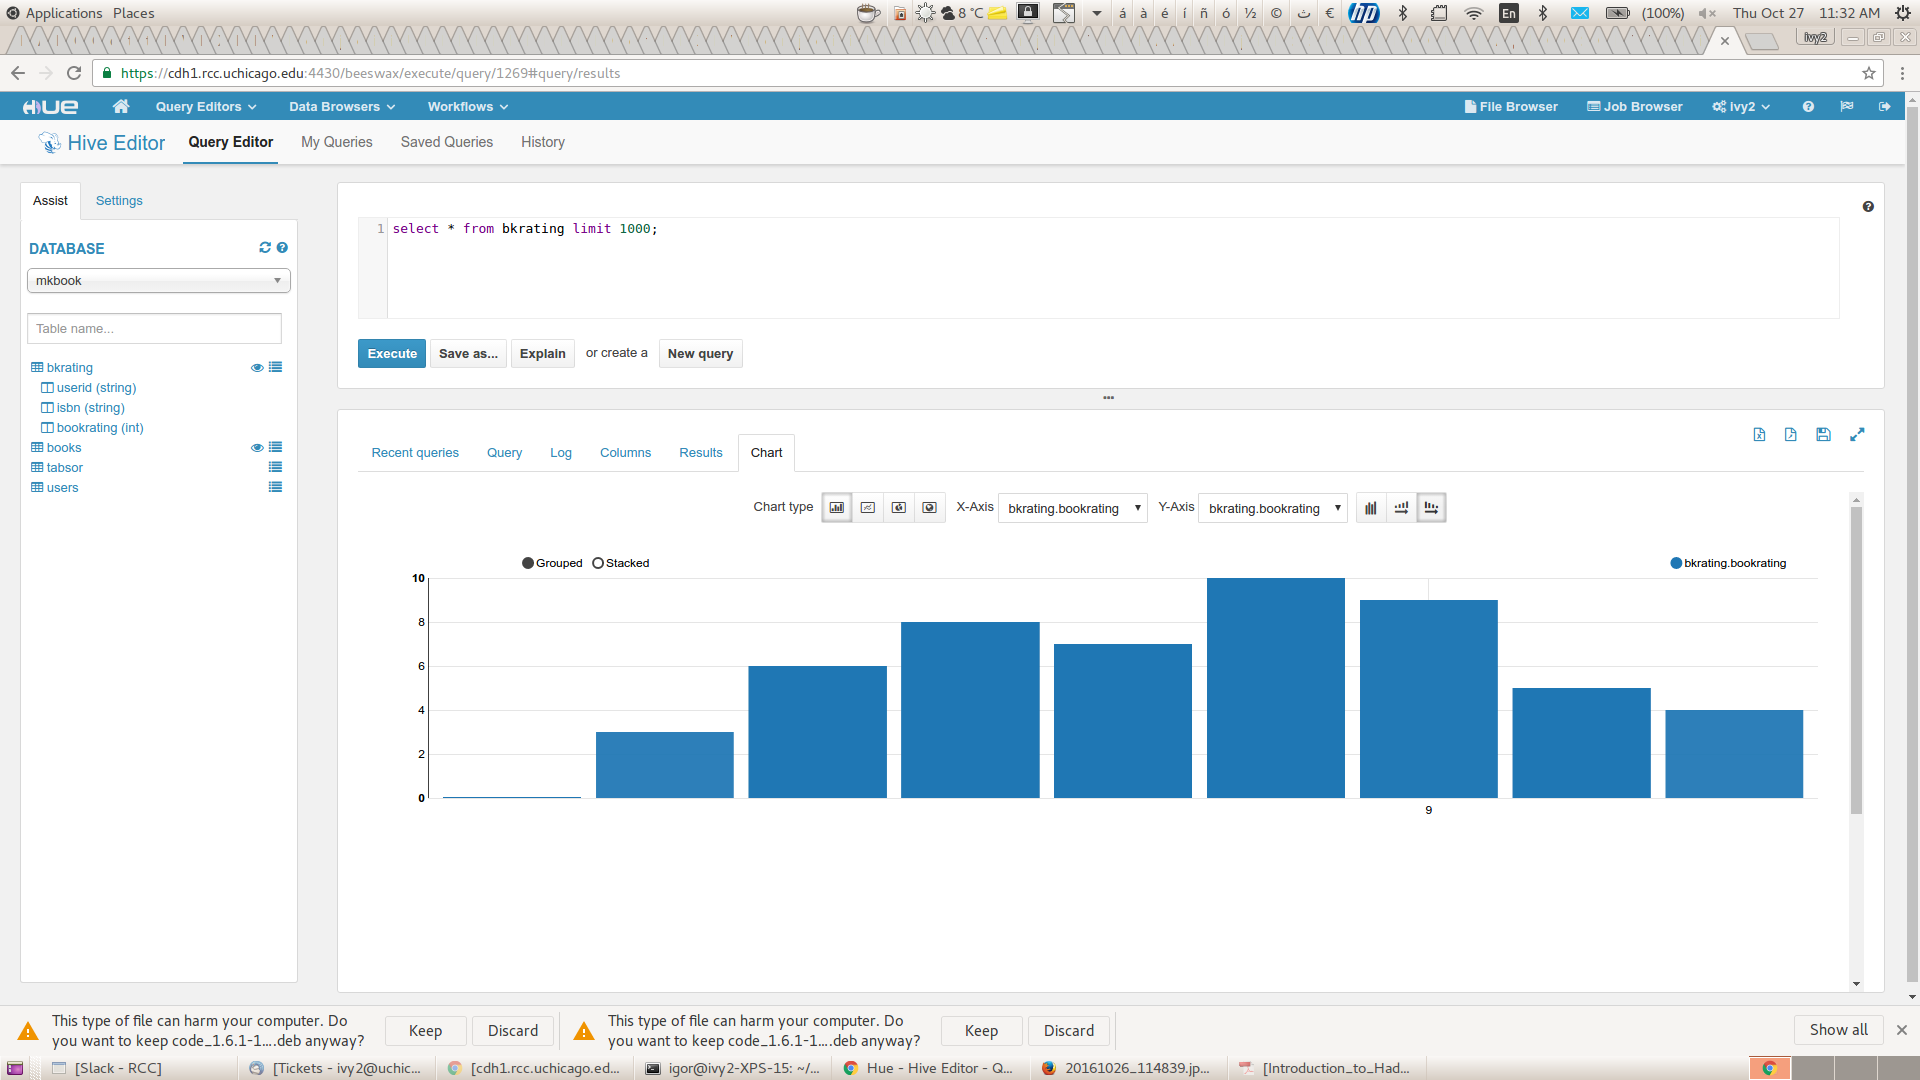 Applications Places
8 °C á à é í ñ ó ½ © ت € hp En (100%) Thu Oct 27 11:32 AM
ivy2
https://cdh1.rcc.uchicago.edu:4430/beeswax/execute/query/1269#query/results
HUE Query Editors Data Browsers Workflows File Browser Job Browser ivy2
Hive Editor Query Editor My Queries Saved Queries History
Assist Settings
DATABASE
mkbook
Table name...
bkrating
userid (string)
isbn (string)
bookrating (int)
books
tabsor
users
1 select * from bkrating limit 1000;
Execute Save as... Explain or create a New query
Recent queries Query Log Columns Results Chart
Chart type X-Axis bkrating.bookrating Y-Axis bkrating.bookrating
Grouped Stacked bkrating.bookrating
10
8
6
4
2
0
9
This type of file can harm your computer. Do
you want to keep code_1.6.1-1....deb anyway?
Keep Discard
This type of file can harm your computer. Do
you want to keep code_1.6.1-1....deb anyway?
Keep Discard
Show all
[Slack - RCC] [Tickets - ivy2@uchic... [cdh1.rcc.uchicago.ed... igor@ivy2-XPS-15: ~/... Hue - Hive Editor - Q... 20161026_114839.jp... [Introduction_to_Had...